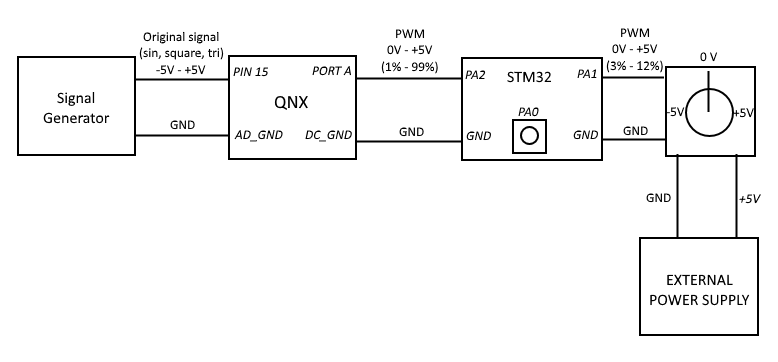 Original signal
(sin, square, tri)
-5V - +5V
PWM
0V - +5V
(1% - 99%)
PWM
0V - +5V
(3% - 12%)
0 V
Signal
Generator
PIN 15
PORT A
QNX
AD_GND
DC_GND
GND
GND
PA2
STM32
PA1
PA0
GND
GND
GND
-5V
+5V
GND
+5V
EXTERNAL
POWER SUPPLY